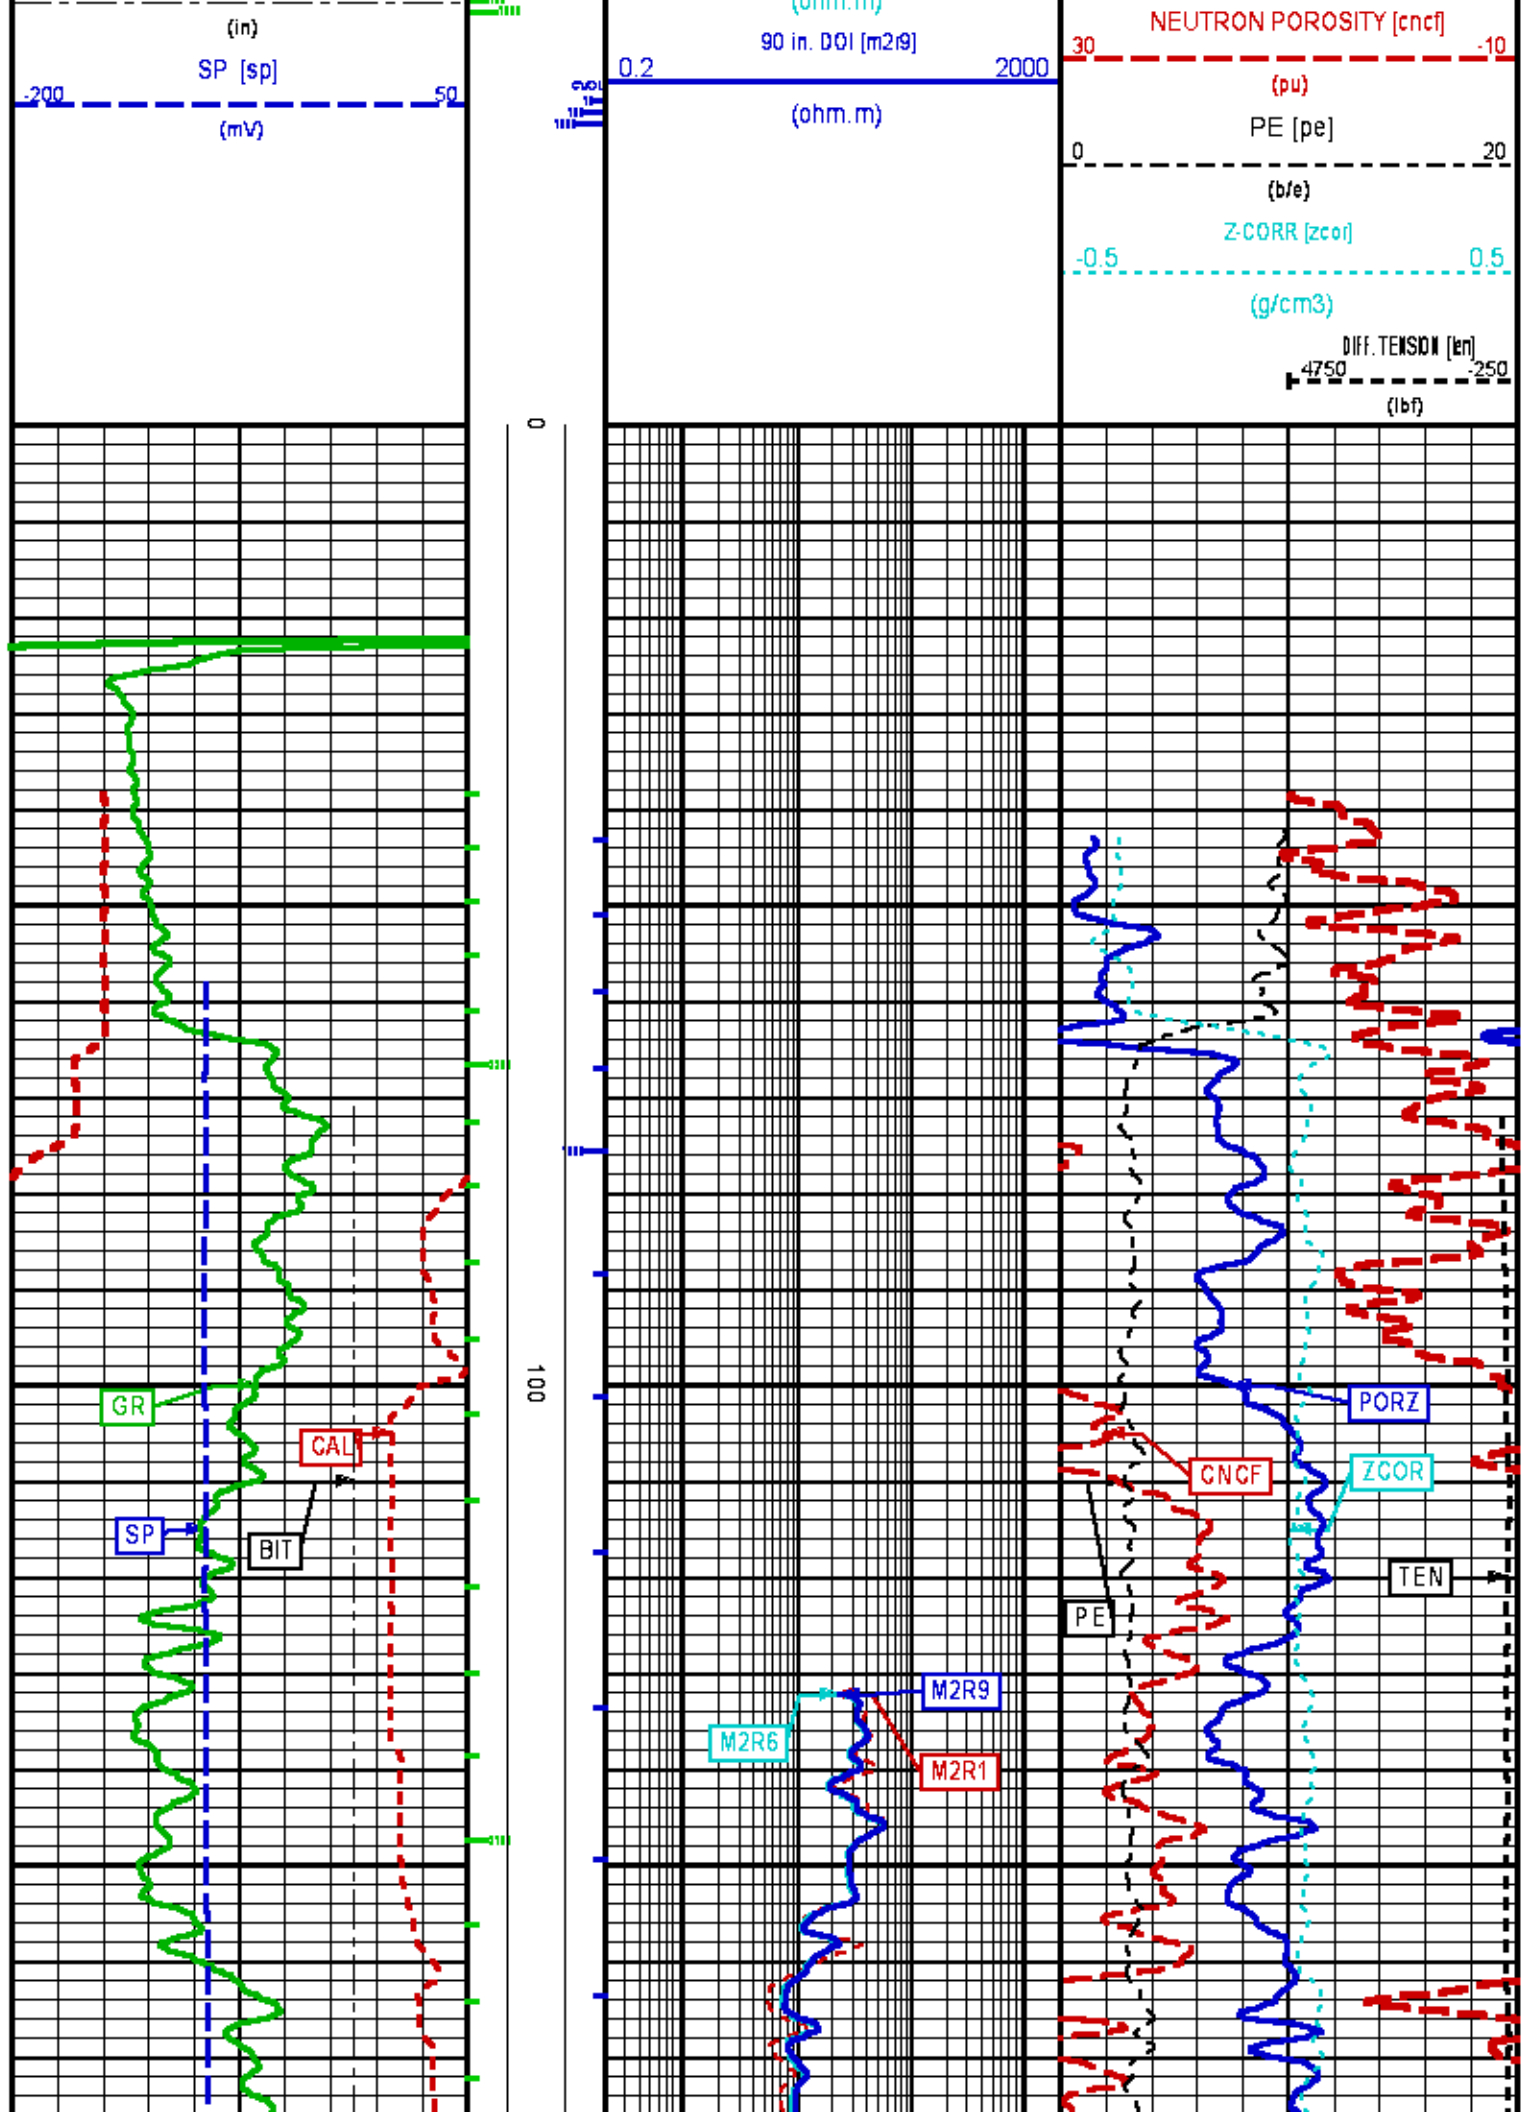 (in)
SP [sp]
-200 50
(mV)
(ohm.m)
90 in. DOI [m2r9]
0.2 2000
(ohm.m)
NEUTRON POROSITY [cncf]
30 -10
(pu)
PE [pe]
0 20
(b/e)
Z-CORR [zcor]
-0.5 0.5
(g/cm3)
DIFF. TENSION [ten]
4750 -250
(lbf)
0
100
GR
CAL
SP
BIT
PORZ
CNCF
ZCOR
TEN
PE
M2R9
M2R6
M2R1